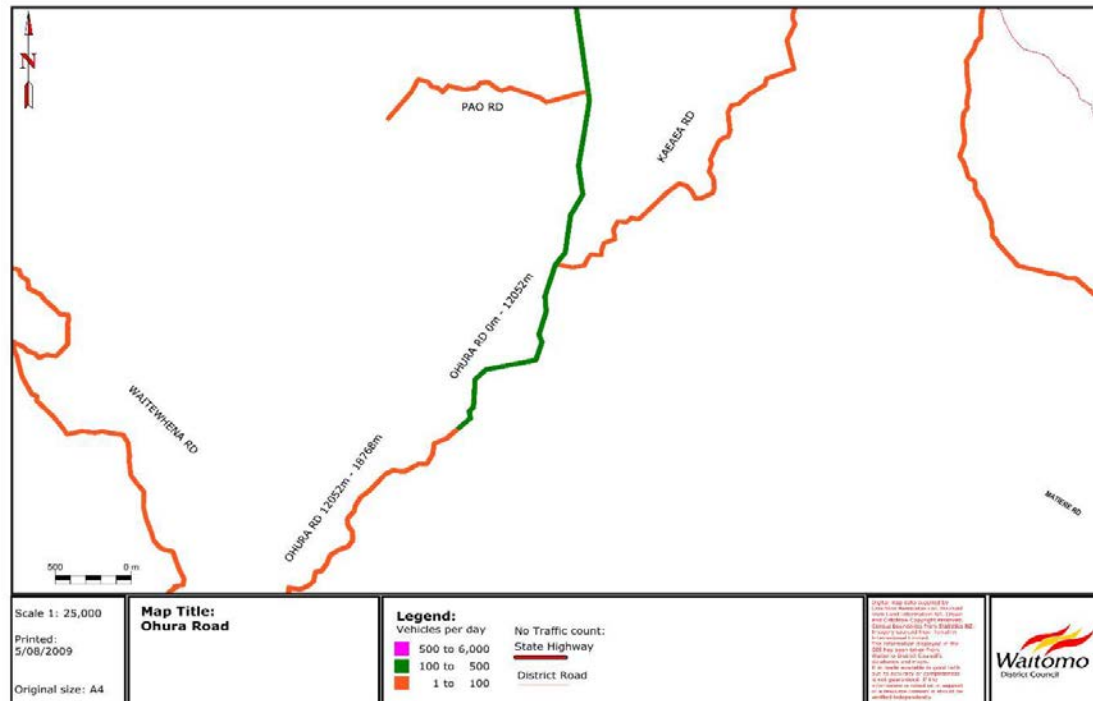 N
PAO RD
KAEAEA RD
OHURA RD 0m - 12052m
WAITEWHENA RD
OHURA RD 12052m - 18768m
MATIERE RD
500 0 m
Scale 1: 25,000
Printed:
5/08/2009
Original size: A4
Map Title:
Ohura Road
Legend:
Vehicles per day
500 to 6,000
100 to 500
1 to 100
No Traffic count:
State Highway
District Road
Waitomo
District Council